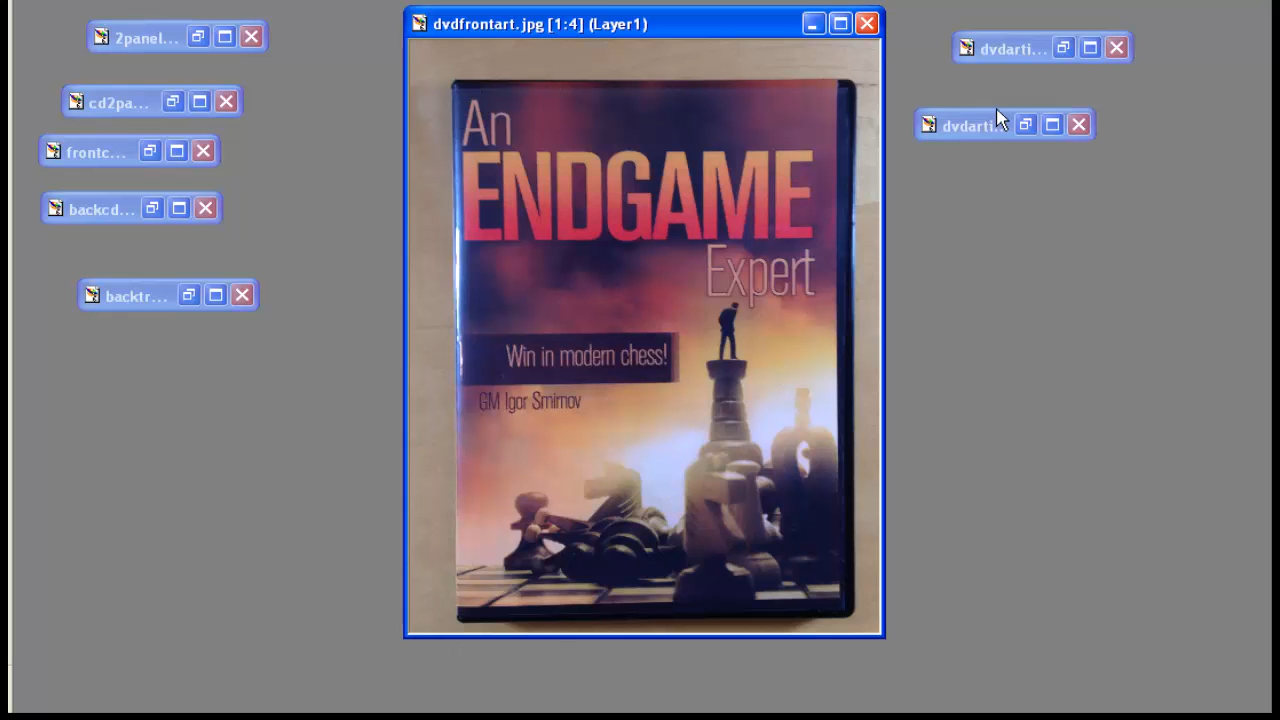 2panel...
cd2pa...
frontc...
backcd...
backtr...
dvdfrontart.jpg [1:4] (Layer1)
An
ENDGAME
Expert
Win in modern chess!
GM Igor Smirnov
dvdarti...
dvdarti...